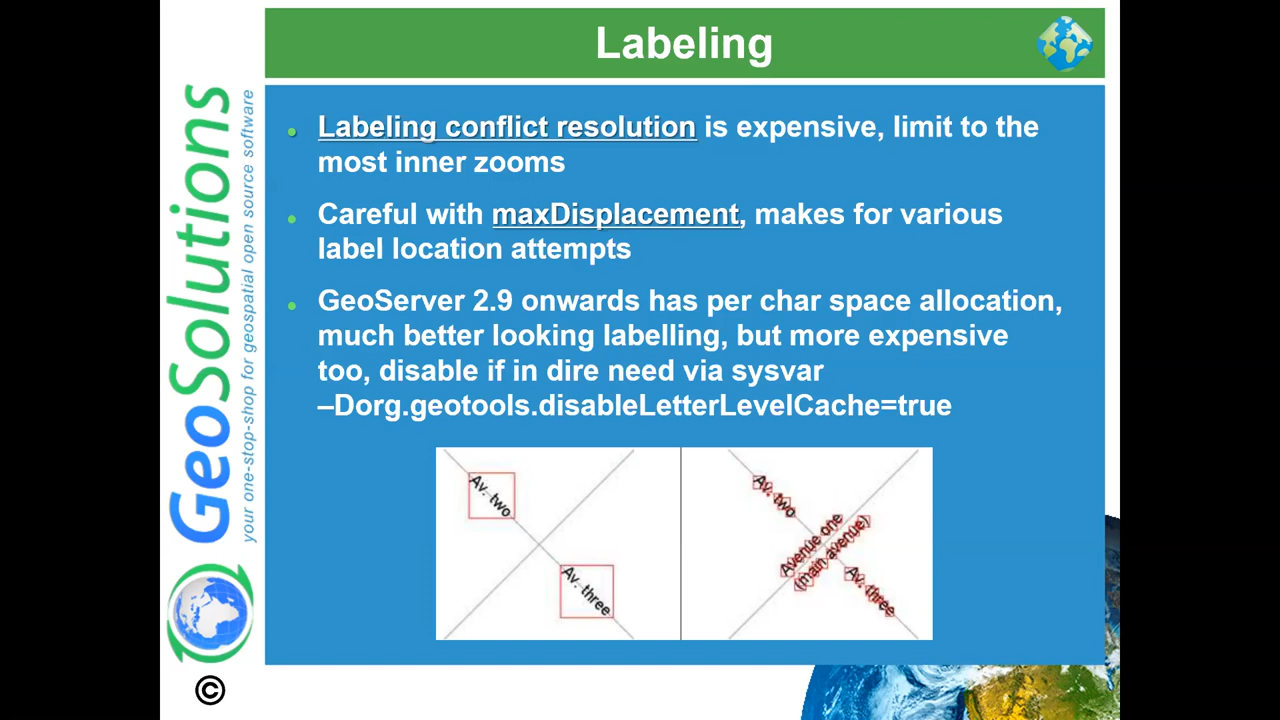 Labeling
Labeling conflict resolution is expensive, limit to the
most inner zooms
Careful with maxDisplacement, makes for various
label location attempts
GeoServer 2.9 onwards has per char space allocation,
much better looking labelling, but more expensive
too, disable if in dire need via sysvar
–Dorg.geotools.disableLetterLevelCache=true
Av. two
Av. three
Av. two
Avenue one
(main avenue)
Av. three
GeoSolutions
your one-stop-shop for geospatial open source software
©